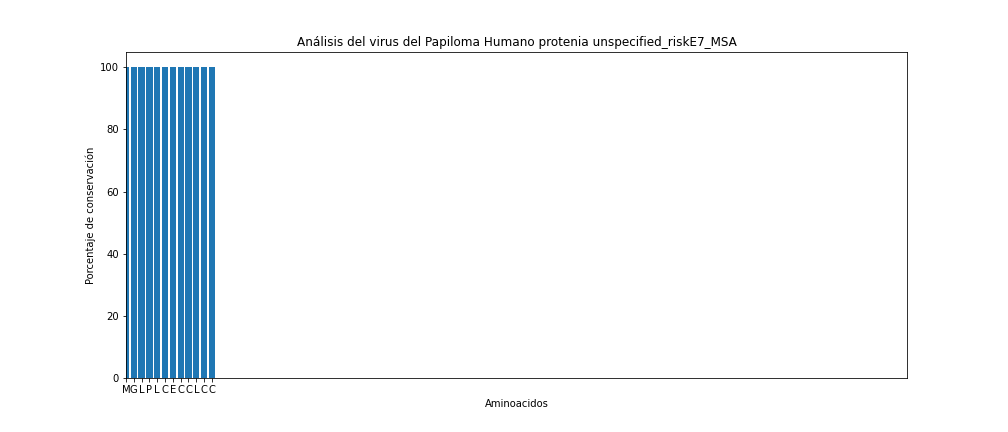 Análisis del virus del Papiloma Humano protenia unspecified_riskE7_MSA
100
80
60
40
20
0
Porcentaje de conservación
M G L P L C E C C L C C
Aminoacidos